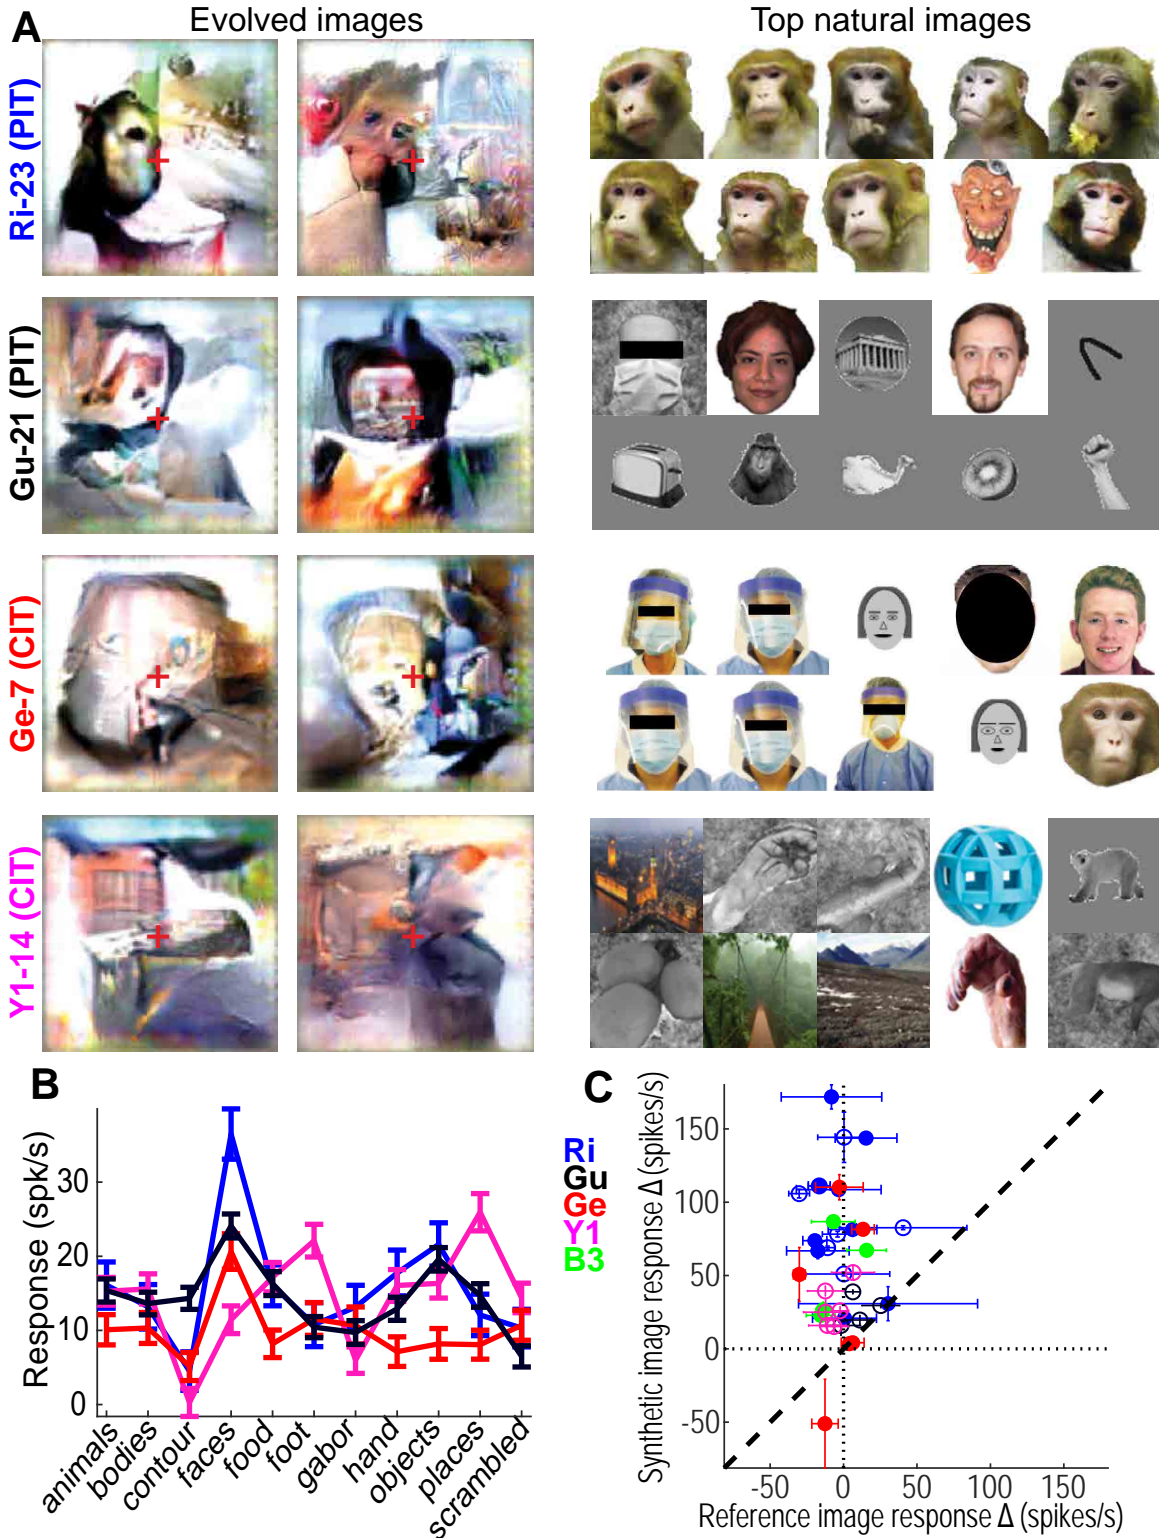 A
Evolved images
Top natural images
Ri-23 (PIT)
Gu-21 (PIT)
Ge-7 (CIT)
Y1-14 (CIT)
B
Response (spk/s)
30
20
10
0
animals
bodies
contour
faces
food
foot
gabor
hand
objects
places
scrambled
Ri
Gu
Ge
Y1
B3
C
Synthetic image response Δ (spikes/s)
150
100
50
0
-50
-50 0 50 100 150
Reference image response Δ (spikes/s)